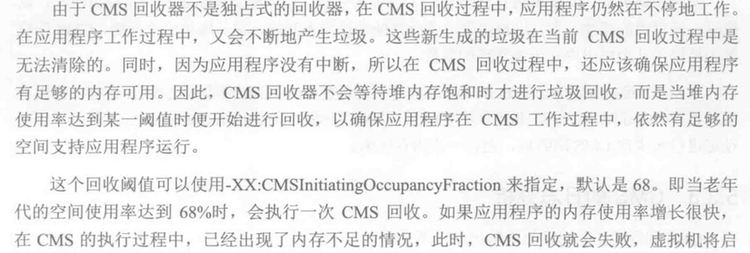 由于 CMS 回收器不是独占式的回收器，在 CMS 回收过程中，应用程序仍然在不停地工作。
在应用程序工作过程中，又会不断地产生垃圾。这些新生成的垃圾在当前 CMS 回收过程中是
无法清除的。同时，因为应用程序没有中断，所以在 CMS 回收过程中，还应该确保应用程序
有足够的内存可用。因此，CMS 回收器不会等待堆内存饱和时才进行垃圾回收，而是当堆内存
使用率达到某一阈值时便开始进行回收，以确保应用程序在 CMS 工作过程中，依然有足够的
空间支持应用程序运行。
这个回收阈值可以使用-XX:CMSInitiatingOccupancyFraction 来指定，默认是 68。即当老年
代的空间使用率达到 68%时，会执行一次 CMS 回收。如果应用程序的内存使用率增长很快，
在 CMS 的执行过程中，已经出现了内存不足的情况，此时，CMS 回收就会失败，虚拟机将启